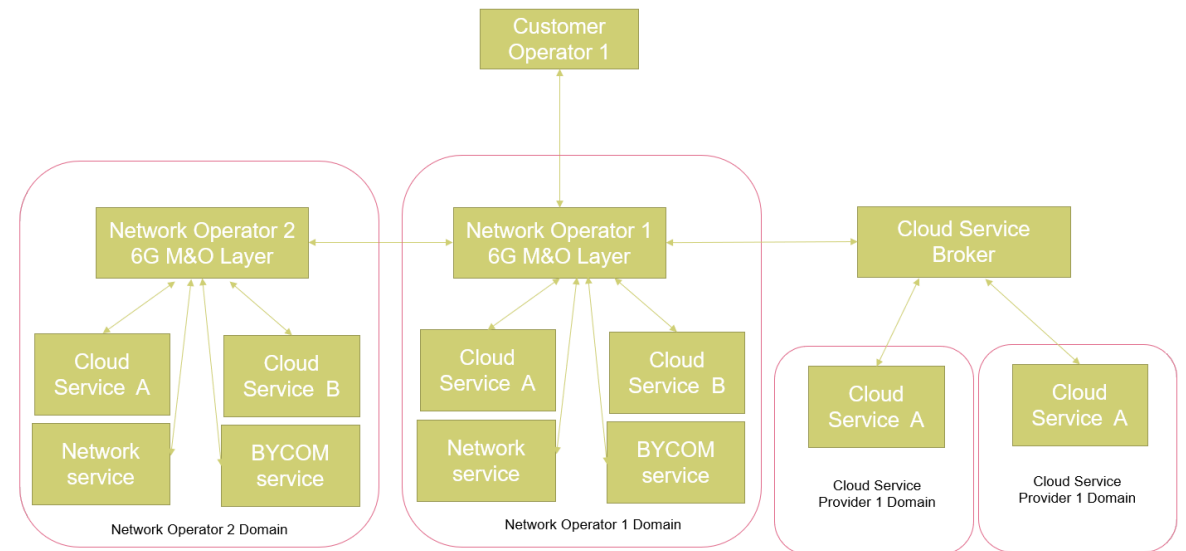 Customer
Operator 1
Network Operator 2
6G M&O Layer
Network Operator 1
6G M&O Layer
Cloud Service
Broker
Cloud
Service A
Cloud
Service B
Network
service
BYCOM
service
Network Operator 2 Domain
Cloud
Service A
Cloud
Service B
Network
service
BYCOM
service
Network Operator 1 Domain
Cloud
Service A
Cloud Service
Provider 1 Domain
Cloud
Service A
Cloud Service
Provider 1 Domain